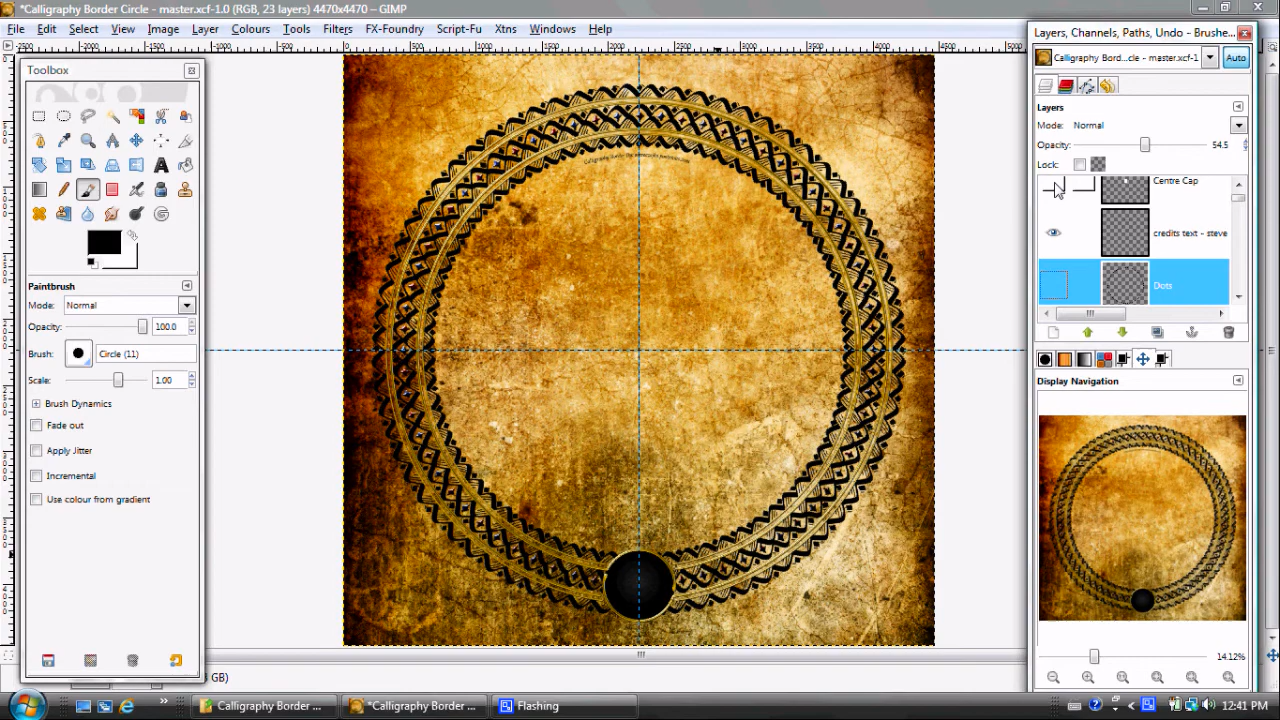 *Calligraphy Border Circle - master.xcf-1.0 (RGB, 23 layers) 4470x4470 – GIMP
File Edit Select View Image Layer Colours Tools Filters FX-Foundry Script-Fu Xtns Windows Help
Layers, Channels, Paths, Undo - Brushe...
Calligraphy Bord...cle - master.xcf-1 Auto
Toolbox
Layers
Mode: Normal
Opacity: 54.5
Lock:
Centre Cap
credits text - steve
Dots
Paintbrush
Mode: Normal
Opacity: 100.0
Brush: Circle (11)
Scale: 1.00
Brush Dynamics
Fade out
Apply Jitter
Incremental
Use colour from gradient
Display Navigation
14.12%
GB)
Calligraphy Border ... *Calligraphy Border ... Flashing 12:41 PM